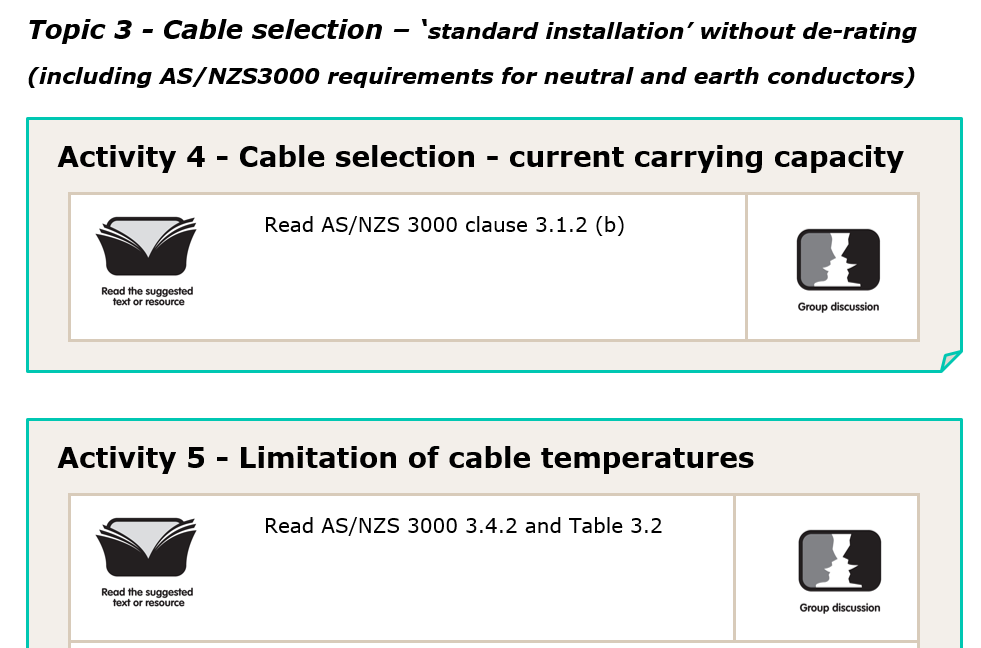 Topic 3 - Cable selection – ‘standard installation’ without de-rating
(including AS/NZS3000 requirements for neutral and earth conductors)
Activity 4 - Cable selection - current carrying capacity
Read AS/NZS 3000 clause 3.1.2 (b)
Read the suggested
text or resource
Group discussion
Activity 5 - Limitation of cable temperatures
Read AS/NZS 3000 3.4.2 and Table 3.2
Read the suggested
text or resource
Group discussion